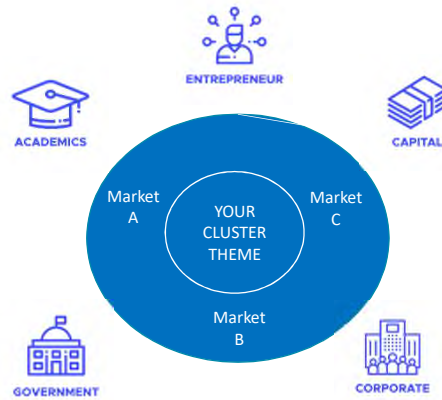 ENTREPRENEUR
ACADEMICS
CAPITAL
Market
A
YOUR
CLUSTER
THEME
Market
C
Market
B
GOVERNMENT
CORPORATE